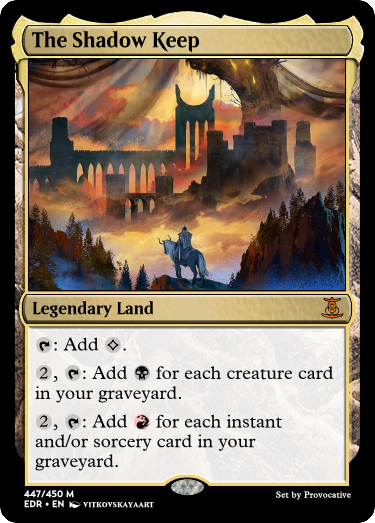 The Shadow Keep
Legendary Land
: Add .
2, : Add for each creature card
in your graveyard.
2, : Add for each instant
and/or sorcery card in your
graveyard.
447/450 M
EDR • EN VITKOVSKAYAART
Set by Provocative